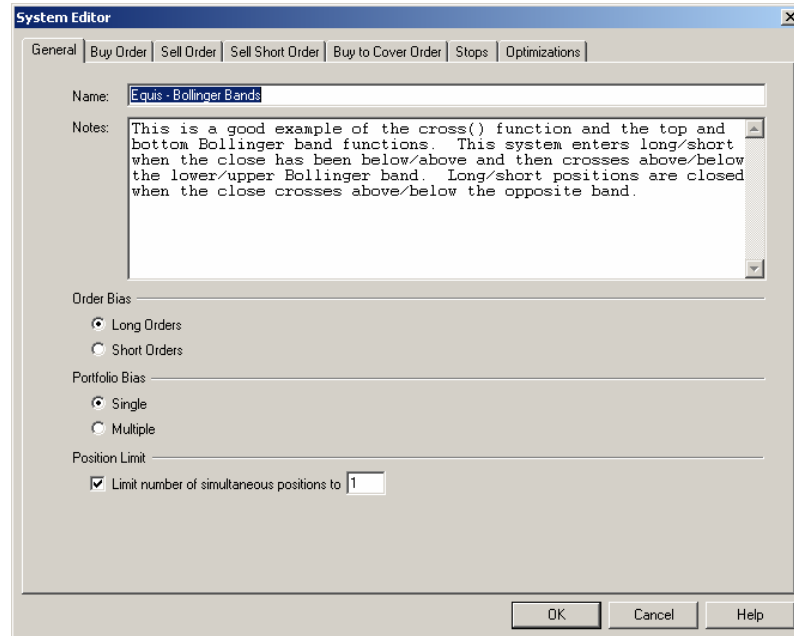 System Editor
General Buy Order Sell Order Sell Short Order Buy to Cover Order Stops Optimizations
Name: Equis - Bollinger Bands
Notes: This is a good example of the cross() function and the top and
bottom Bollinger band functions.  This system enters long/short
when the close has been below/above and then crosses above/below
the lower/upper Bollinger band.  Long/short positions are closed
when the close crosses above/below the opposite band.
Order Bias
Long Orders
Short Orders
Portfolio Bias
Single
Multiple
Position Limit
Limit number of simultaneous positions to 1
OK Cancel Help